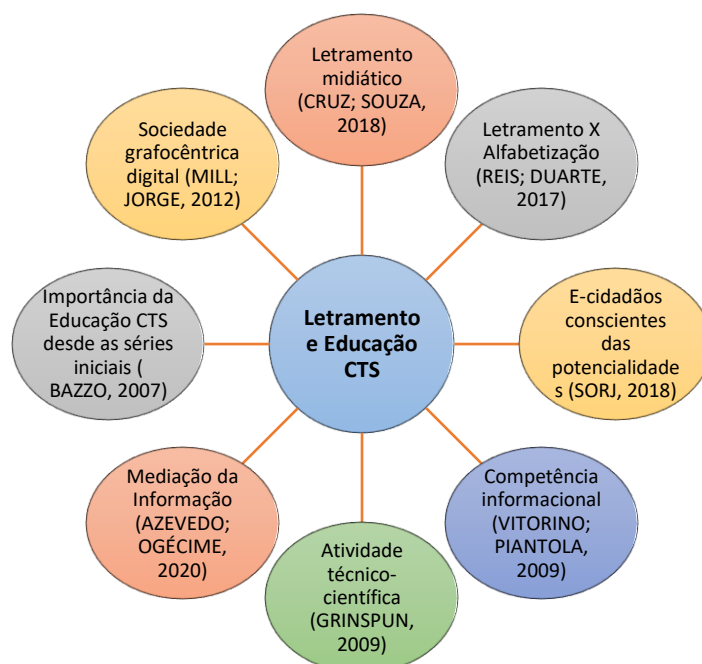 Letramento
midiático
(CRUZ; SOUZA,
2018)
Letramento X
Alfabetização
(REIS; DUARTE,
2017)
E-cidadãos
conscientes
das
potencialidade
s (SORJ, 2018)
Competência
informacional
(VITORINO;
PIANTOLA,
2009)
Atividade
técnico-
científica
(GRINSPUN,
2009)
Mediação da
Informação
(AZEVEDO;
OGÉCIME,
2020)
Importância da
Educação CTS
desde as séries
iniciais (
BAZZO, 2007)
Sociedade
grafocêntrica
digital (MILL;
JORGE, 2012)
Letramento
e Educação
CTS